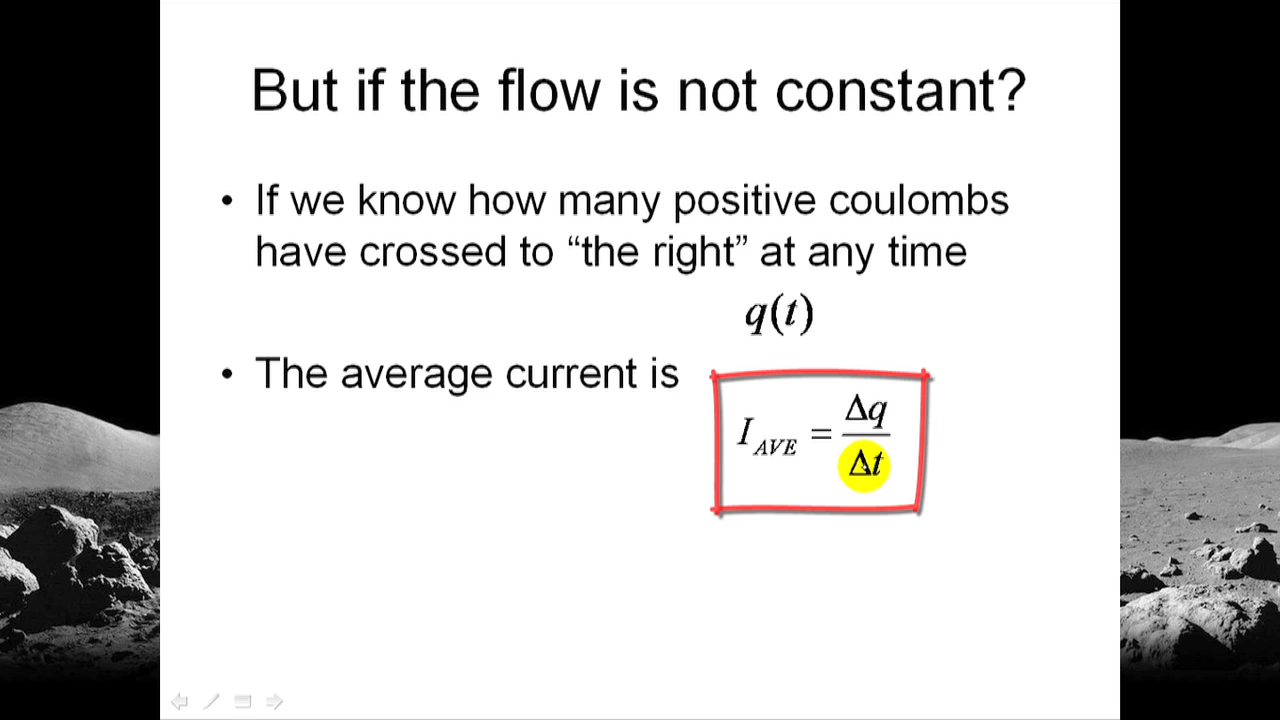 But if the flow is not constant?
• If we know how many positive coulombs
have crossed to “the right” at any time
q(t)
• The average current is
I_AVE = Δq/Δt